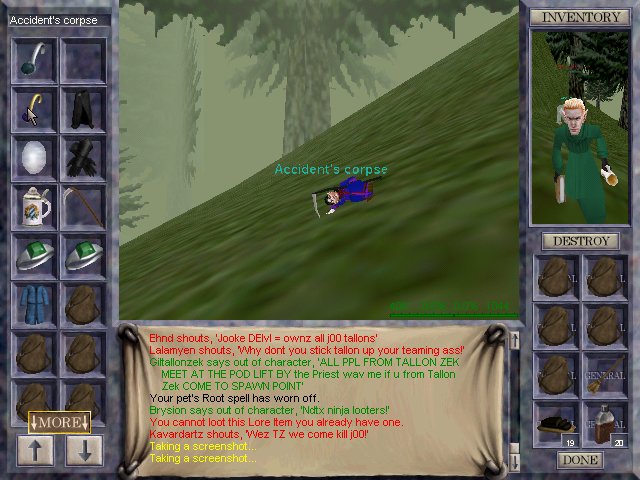 Accident's corpse
INVENTORY
Accident's corpse
DESTROY
MORE
Ehnd shouts, 'Jooke DElvl = ownz all j00 tallons'
Lalamyen shouts, 'Why dont you stick tallon up your teaming ass!'
Giltallonzek says out of character, 'ALL PPL FROM TALLON ZEK
MEET AT THE POD LIFT BY the Priest wav me if u from Tallon
Zek COME TO SPAWN POINT'
Your pet's Root spell has worn off.
Brysion says out of character, 'Ndtx ninja looters!'
You cannot loot this Lore Item you already have one.
Kavardartz shouts, 'Wez TZ we come kill j00!'
Taking a screenshot...
Taking a screenshot...
GENERAL
19
20
DONE